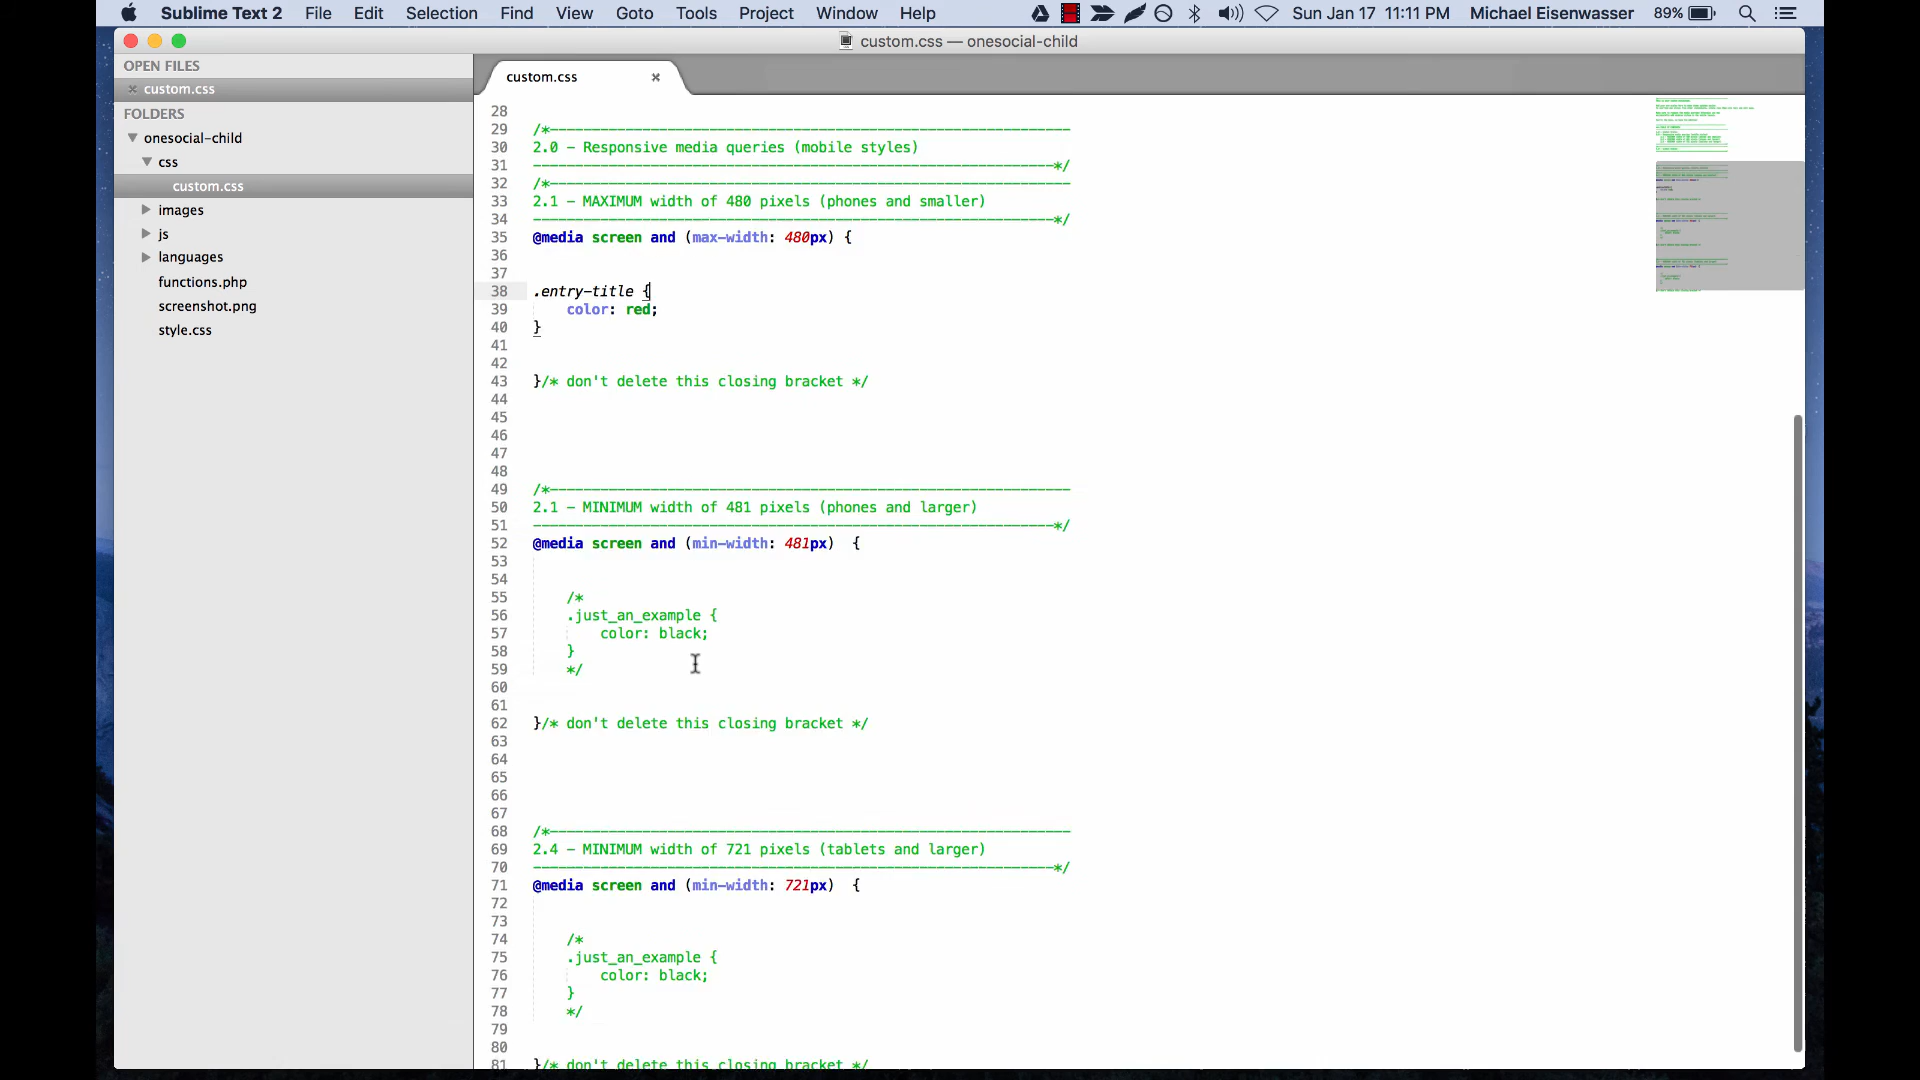 Sublime Text 2 File Edit Selection Find View Goto Tools Project Window Help Sun Jan 17 11:11 PM Michael Eisenwasser 89%
custom.css — onesocial-child
OPEN FILES
× custom.css
FOLDERS
onesocial-child
css
custom.css
images
js
languages
functions.php
screenshot.png
style.css
custom.css ×
28
29 /*----------------------------------------------------------------
30 2.0 - Responsive media queries (mobile styles)
31 --------------------------------------------------------------*/
32 /*----------------------------------------------------------------
33 2.1 - MAXIMUM width of 480 pixels (phones and smaller)
34 --------------------------------------------------------------*/
35 @media screen and (max-width: 480px) {
36
37
38 .entry-title {
39 color: red;
40 }
41
42
43 }/* don't delete this closing bracket */
44
45
46
47
48
49 /*----------------------------------------------------------------
50 2.1 - MINIMUM width of 481 pixels (phones and larger)
51 --------------------------------------------------------------*/
52 @media screen and (min-width: 481px)  {
53
54
55 /*
56 .just_an_example {
57 color: black;
58 }
59 */
60
61
62 }/* don't delete this closing bracket */
63
64
65
66
67
68 /*----------------------------------------------------------------
69 2.4 - MINIMUM width of 721 pixels (tablets and larger)
70 --------------------------------------------------------------*/
71 @media screen and (min-width: 721px)  {
72
73
74 /*
75 .just_an_example {
76 color: black;
77 }
78 */
79
80
81 }/* don't delete this closing bracket */